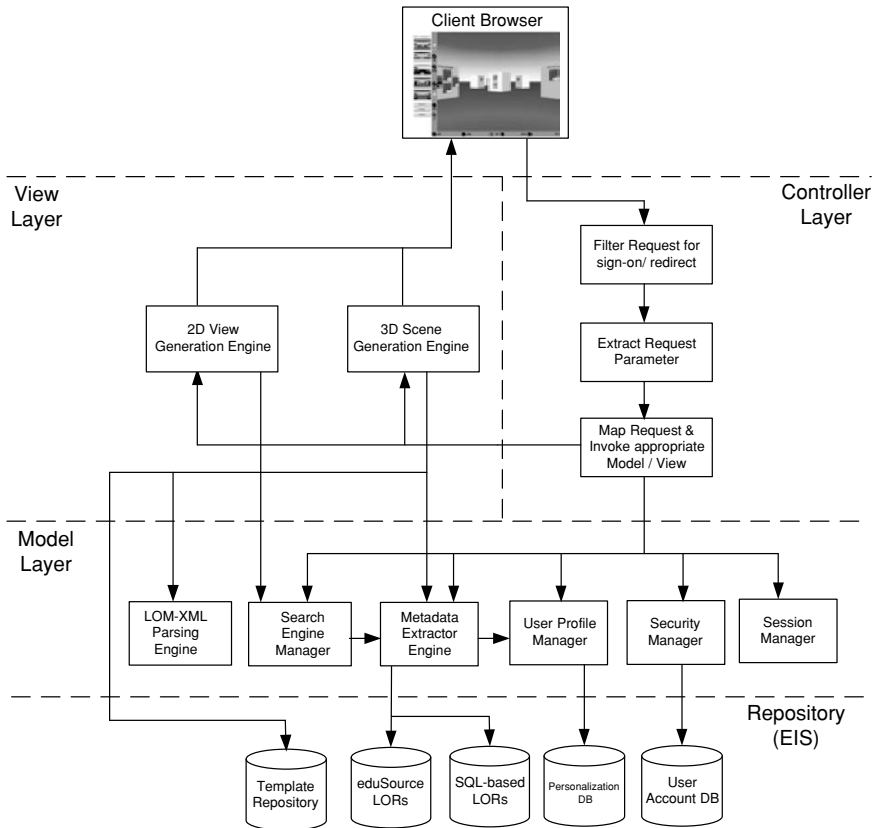 Client Browser
View
Layer
Controller
Layer
Filter Request for
sign-on/ redirect
2D View
Generation Engine
3D Scene
Generation Engine
Extract Request
Parameter
Map Request &
Invoke appropriate
Model / View
Model
Layer
LOM-XML
Parsing
Engine
Search
Engine
Manager
Metadata
Extractor
Engine
User Profile
Manager
Security
Manager
Session
Manager
Repository
(EIS)
Template
Repository
eduSource
LORs
SQL-based
LORs
Personalization
DB
User
Account DB